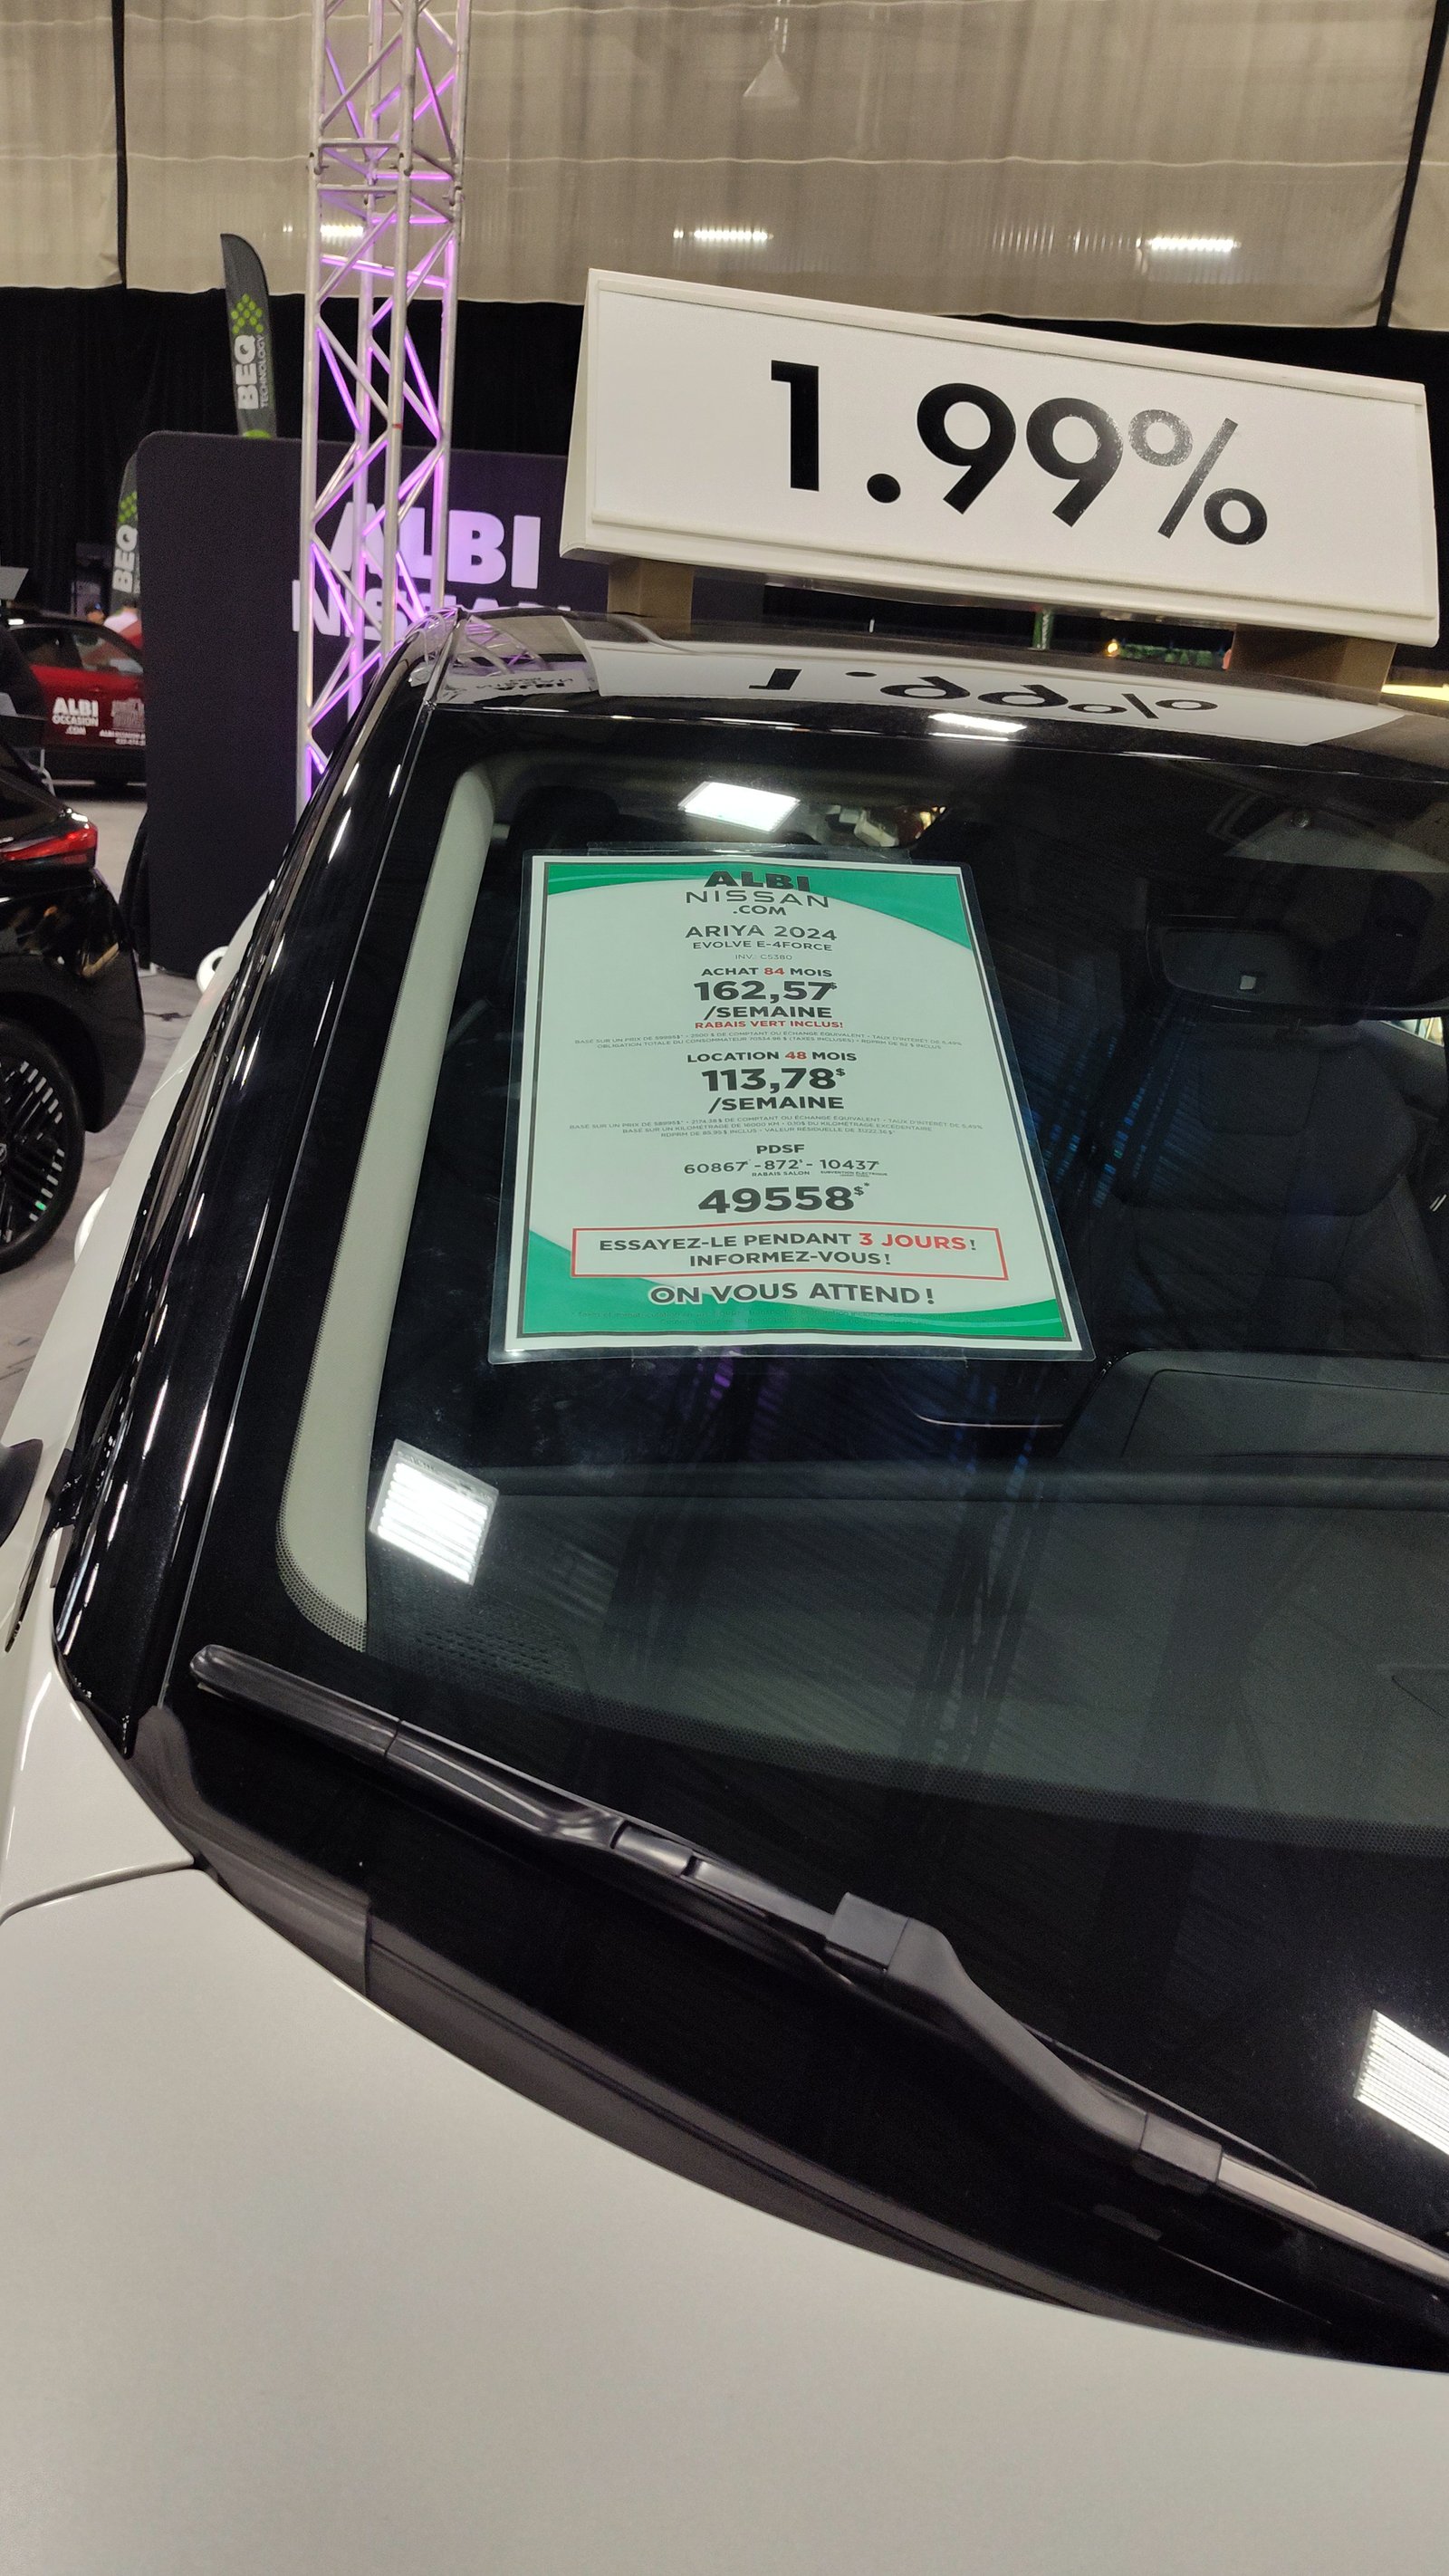 BEQ
TECHNOLOGY
BEQ
1.99%
ALBI
NISSAN
ALBI
OCCASION
.COM
ALBI
NISSAN
.COM
ARIYA 2024
EVOLVE E-4FORCE
INV.: C5380
ACHAT 84 MOIS
162,57$
/SEMAINE
RABAIS VERT INCLUS!
LOCATION 48 MOIS
113,78$
/SEMAINE
PDSF
60867$ - 872$ - 10437$
RABAIS SALON
49558$*
ESSAYEZ-LE PENDANT 3 JOURS!
INFORMEZ-VOUS!
ON VOUS ATTEND!